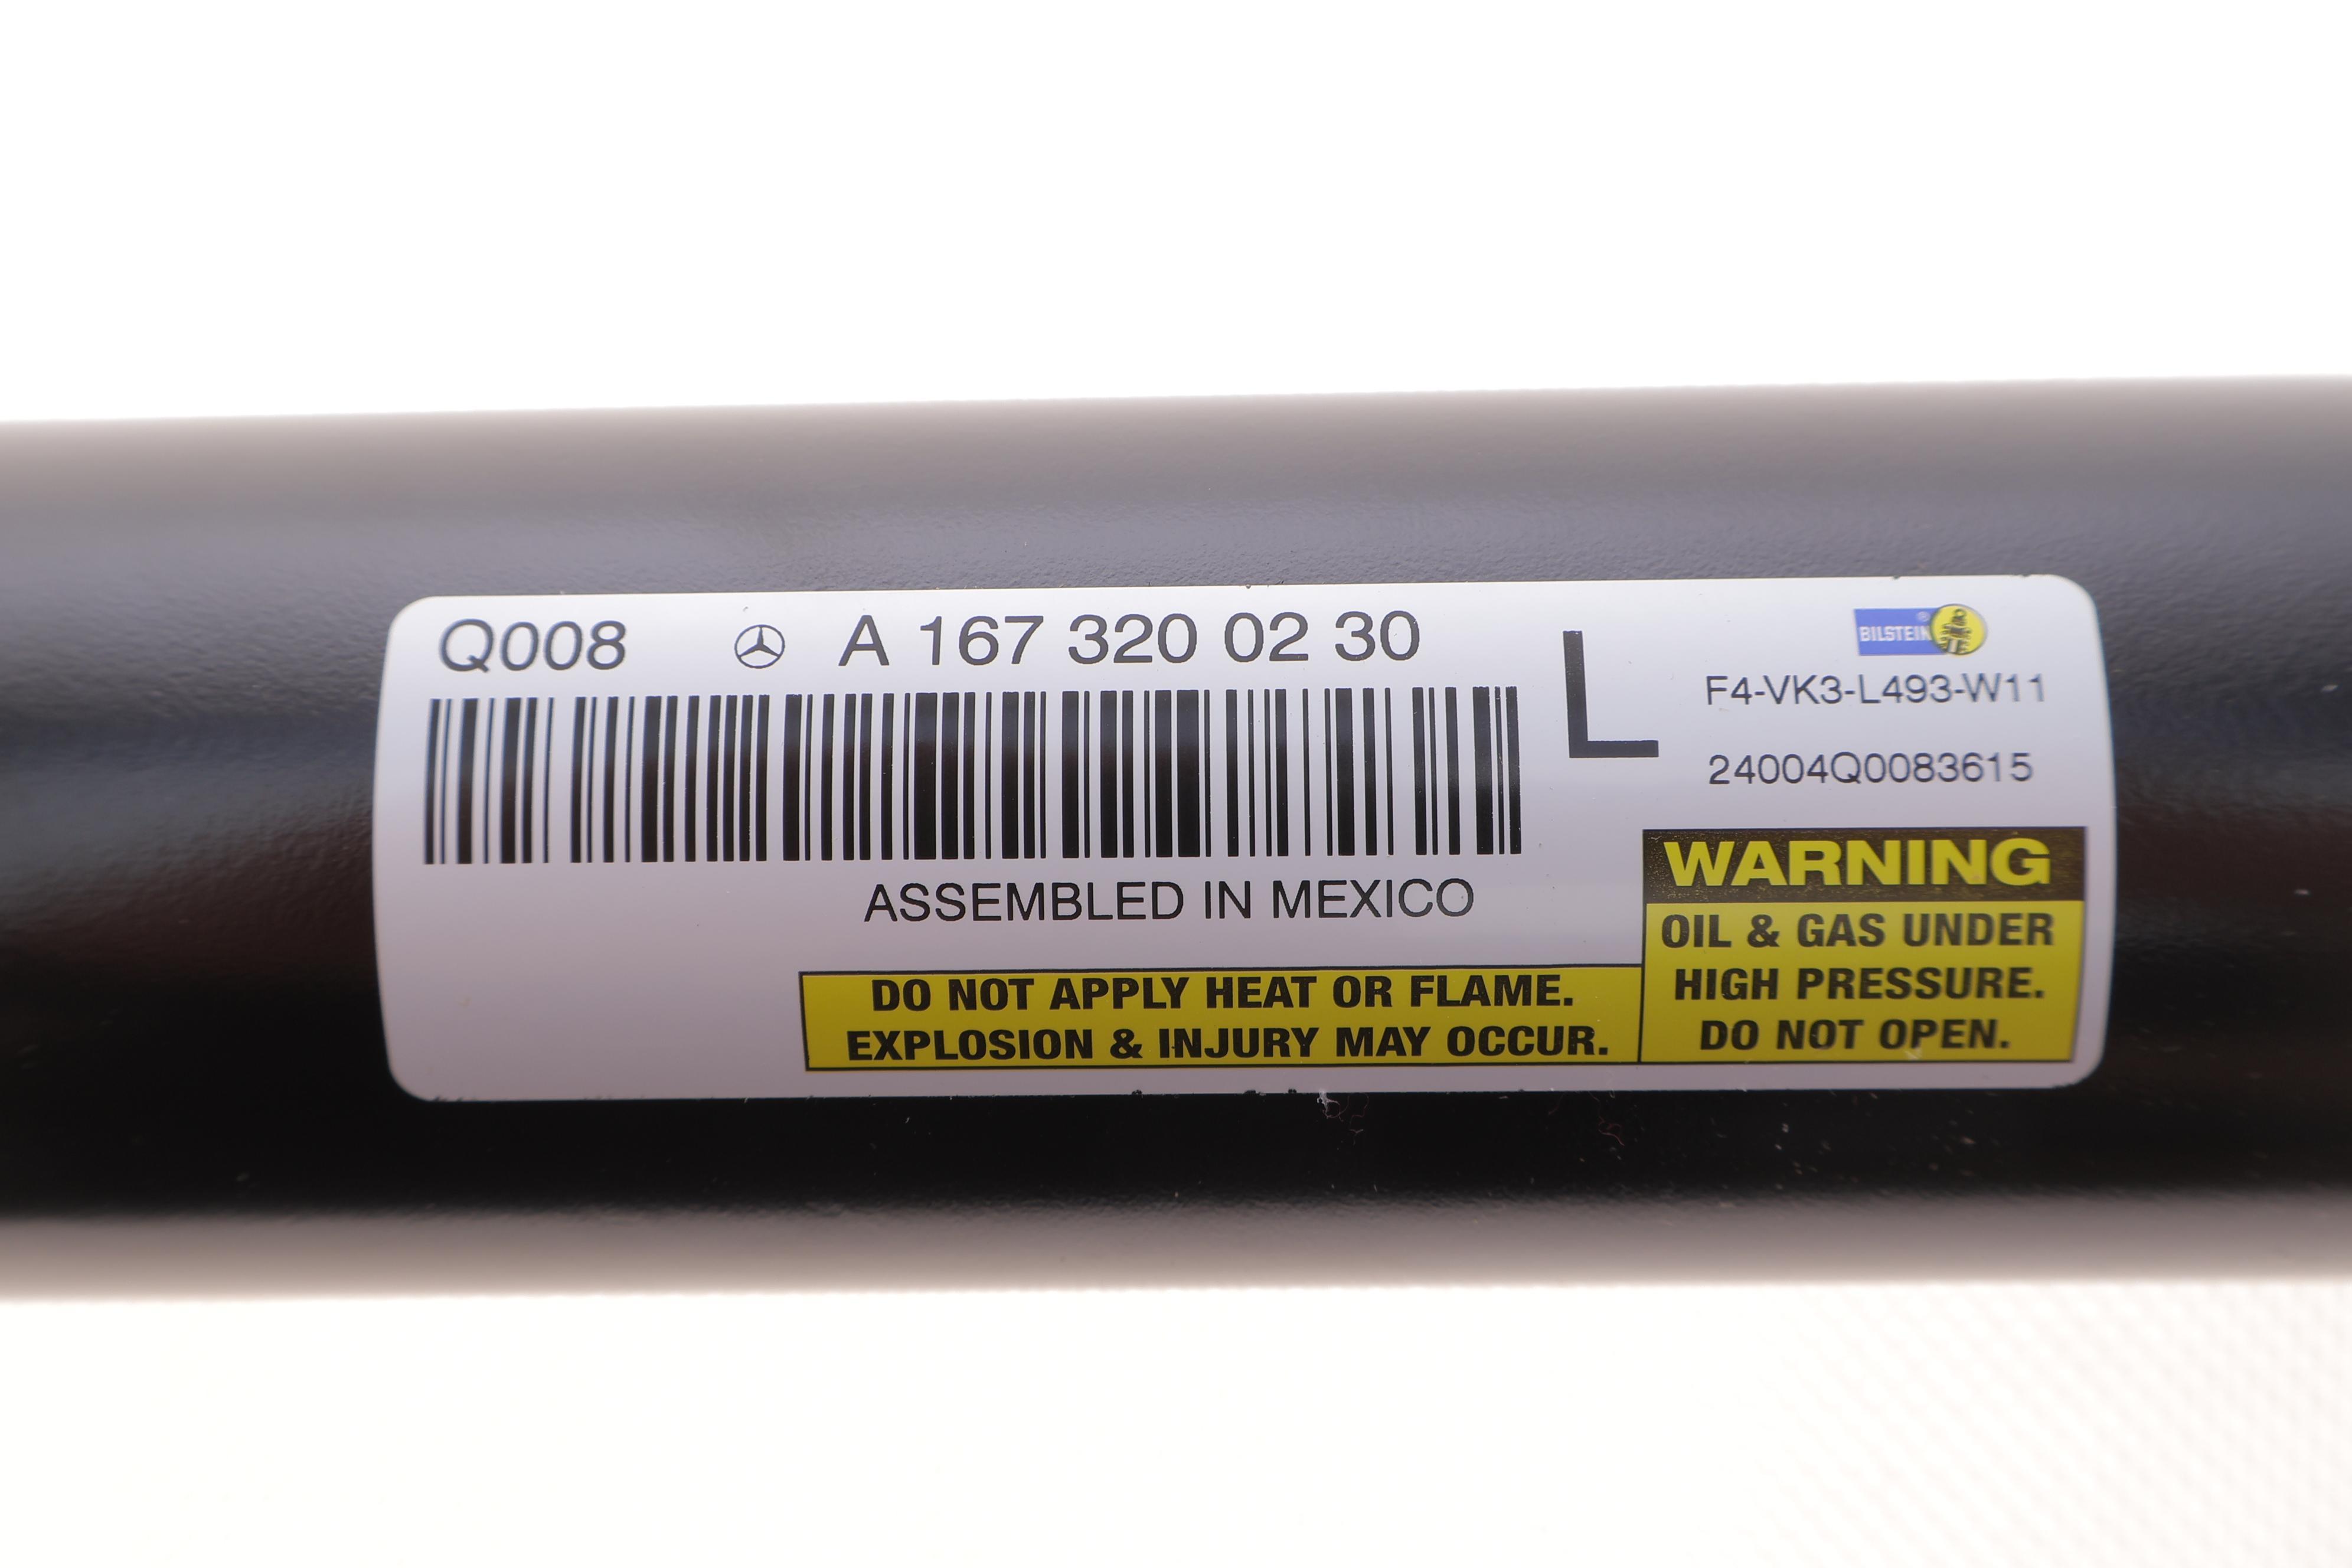 Q008 A 167 320 02 30
L
BILSTEIN®
F4-VK3-L493-W11
24004Q0083615
ASSEMBLED IN MEXICO
DO NOT APPLY HEAT OR FLAME.
EXPLOSION & INJURY MAY OCCUR.
WARNING
OIL & GAS UNDER
HIGH PRESSURE.
DO NOT OPEN.